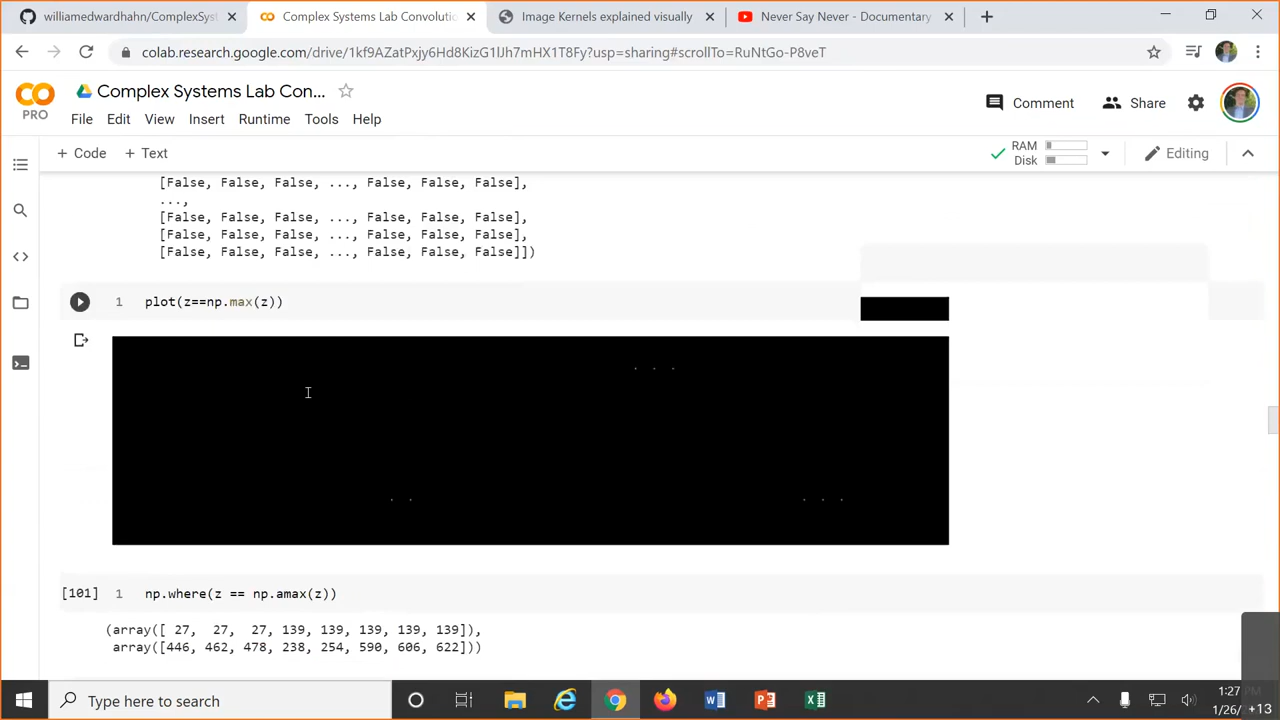 williamedwardhahn/ComplexSyst
Complex Systems Lab Convolutio
Image Kernels explained visually
Never Say Never - Documentary
colab.research.google.com/drive/1kf9AZatPxjy6Hd8KizG1lJh7mHX1T8Fy?usp=sharing#scrollTo=RuNtGo-P8veT
PRO
Complex Systems Lab Con...
File Edit View Insert Runtime Tools Help
Comment
Share
+ Code + Text
RAM
Disk
Editing
[False, False, False, ..., False, False, False],
...,
[False, False, False, ..., False, False, False],
[False, False, False, ..., False, False, False],
[False, False, False, ..., False, False, False]])
1 plot(z==np.max(z))
[101] 1 np.where(z == np.amax(z))
(array([ 27, 27, 27, 139, 139, 139, 139, 139]),
array([446, 462, 478, 238, 254, 590, 606, 622]))
Type here to search
1:27 PM
1/26/ +13